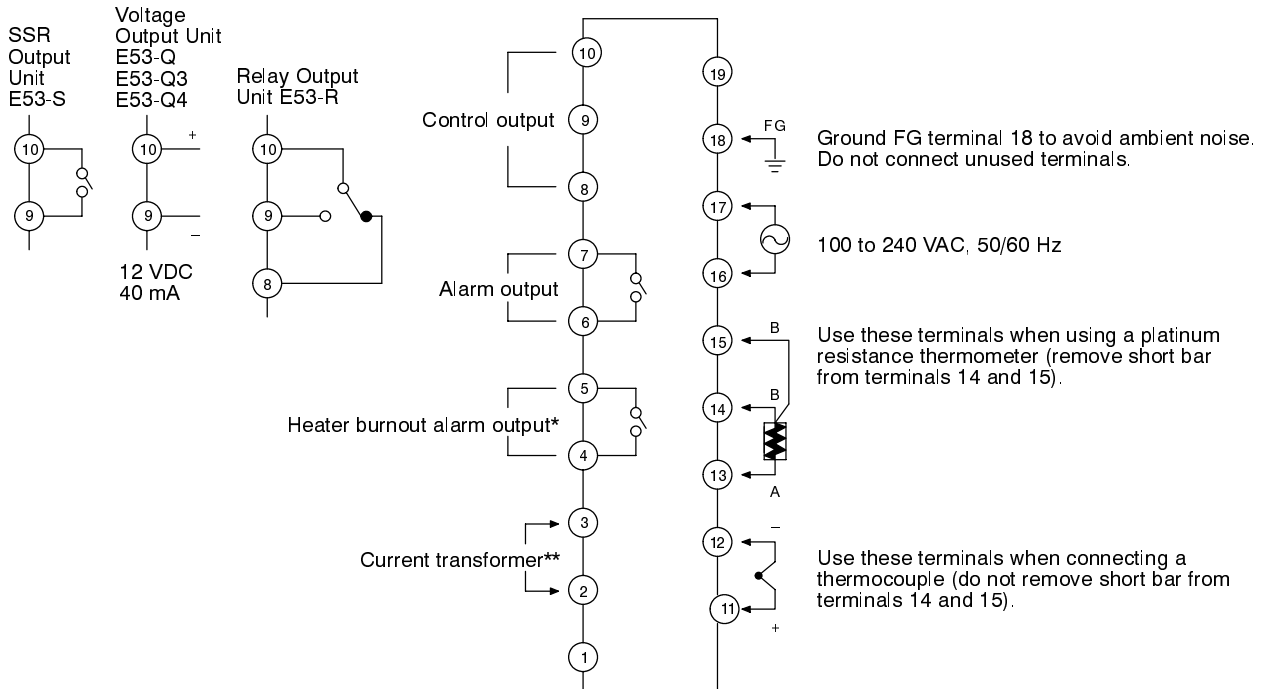 SSR
Output
Unit
E53-S
10
9
Voltage
Output Unit
E53-Q
E53-Q3
E53-Q4
10
+
9
–
12 VDC
40 mA
Relay Output
Unit E53-R
10
9
8
Control output
10
9
8
Alarm output
7
6
Heater burnout alarm output*
5
4
Current transformer**
3
2
1
19
18
FG
Ground FG terminal 18 to avoid ambient noise.
Do not connect unused terminals.
17
16
100 to 240 VAC, 50/60 Hz
15
B
14
B
13
A
Use these terminals when using a platinum
resistance thermometer (remove short bar
from terminals 14 and 15).
12
–
11
+
Use these terminals when connecting a
thermocouple (do not remove short bar from
terminals 14 and 15).